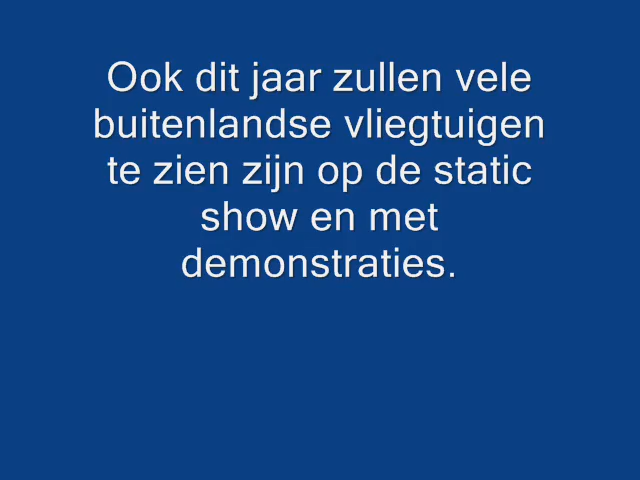 Ook dit jaar zullen vele
buitenlandse vliegtuigen
te zien zijn op de static
show en met
demonstraties.